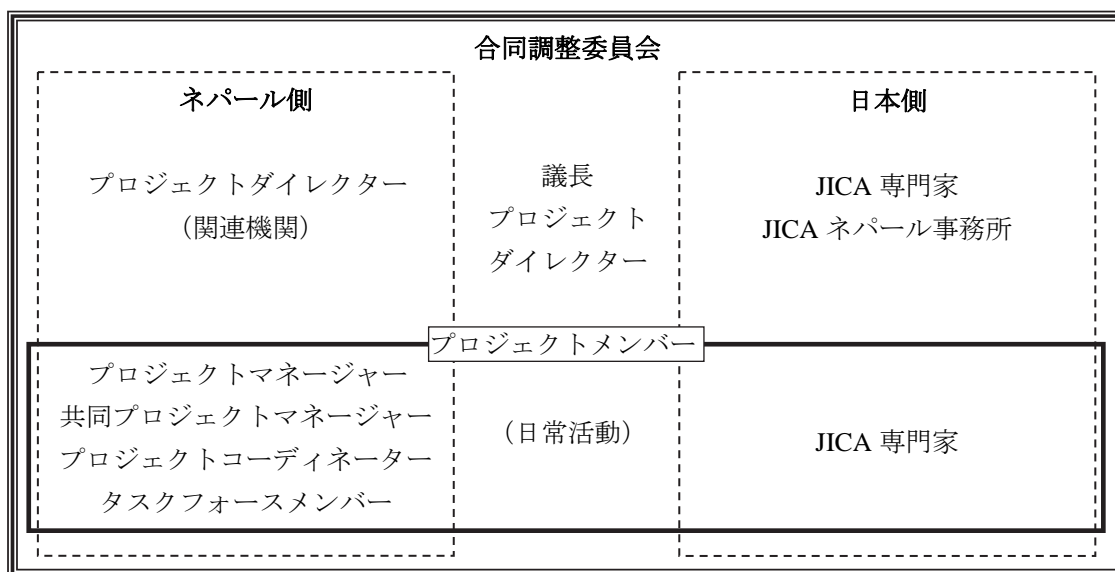 合同調整委員会
ネパール側
プロジェクトダイレクター
(関連機関)
議長
プロジェクト
ダイレクター
日本側
JICA 専門家
JICA ネパール事務所
プロジェクトメンバー
プロジェクトマネージャー
共同プロジェクトマネージャー
プロジェクトコーディネーター
タスクフォースメンバー
(日常活動)
JICA 専門家